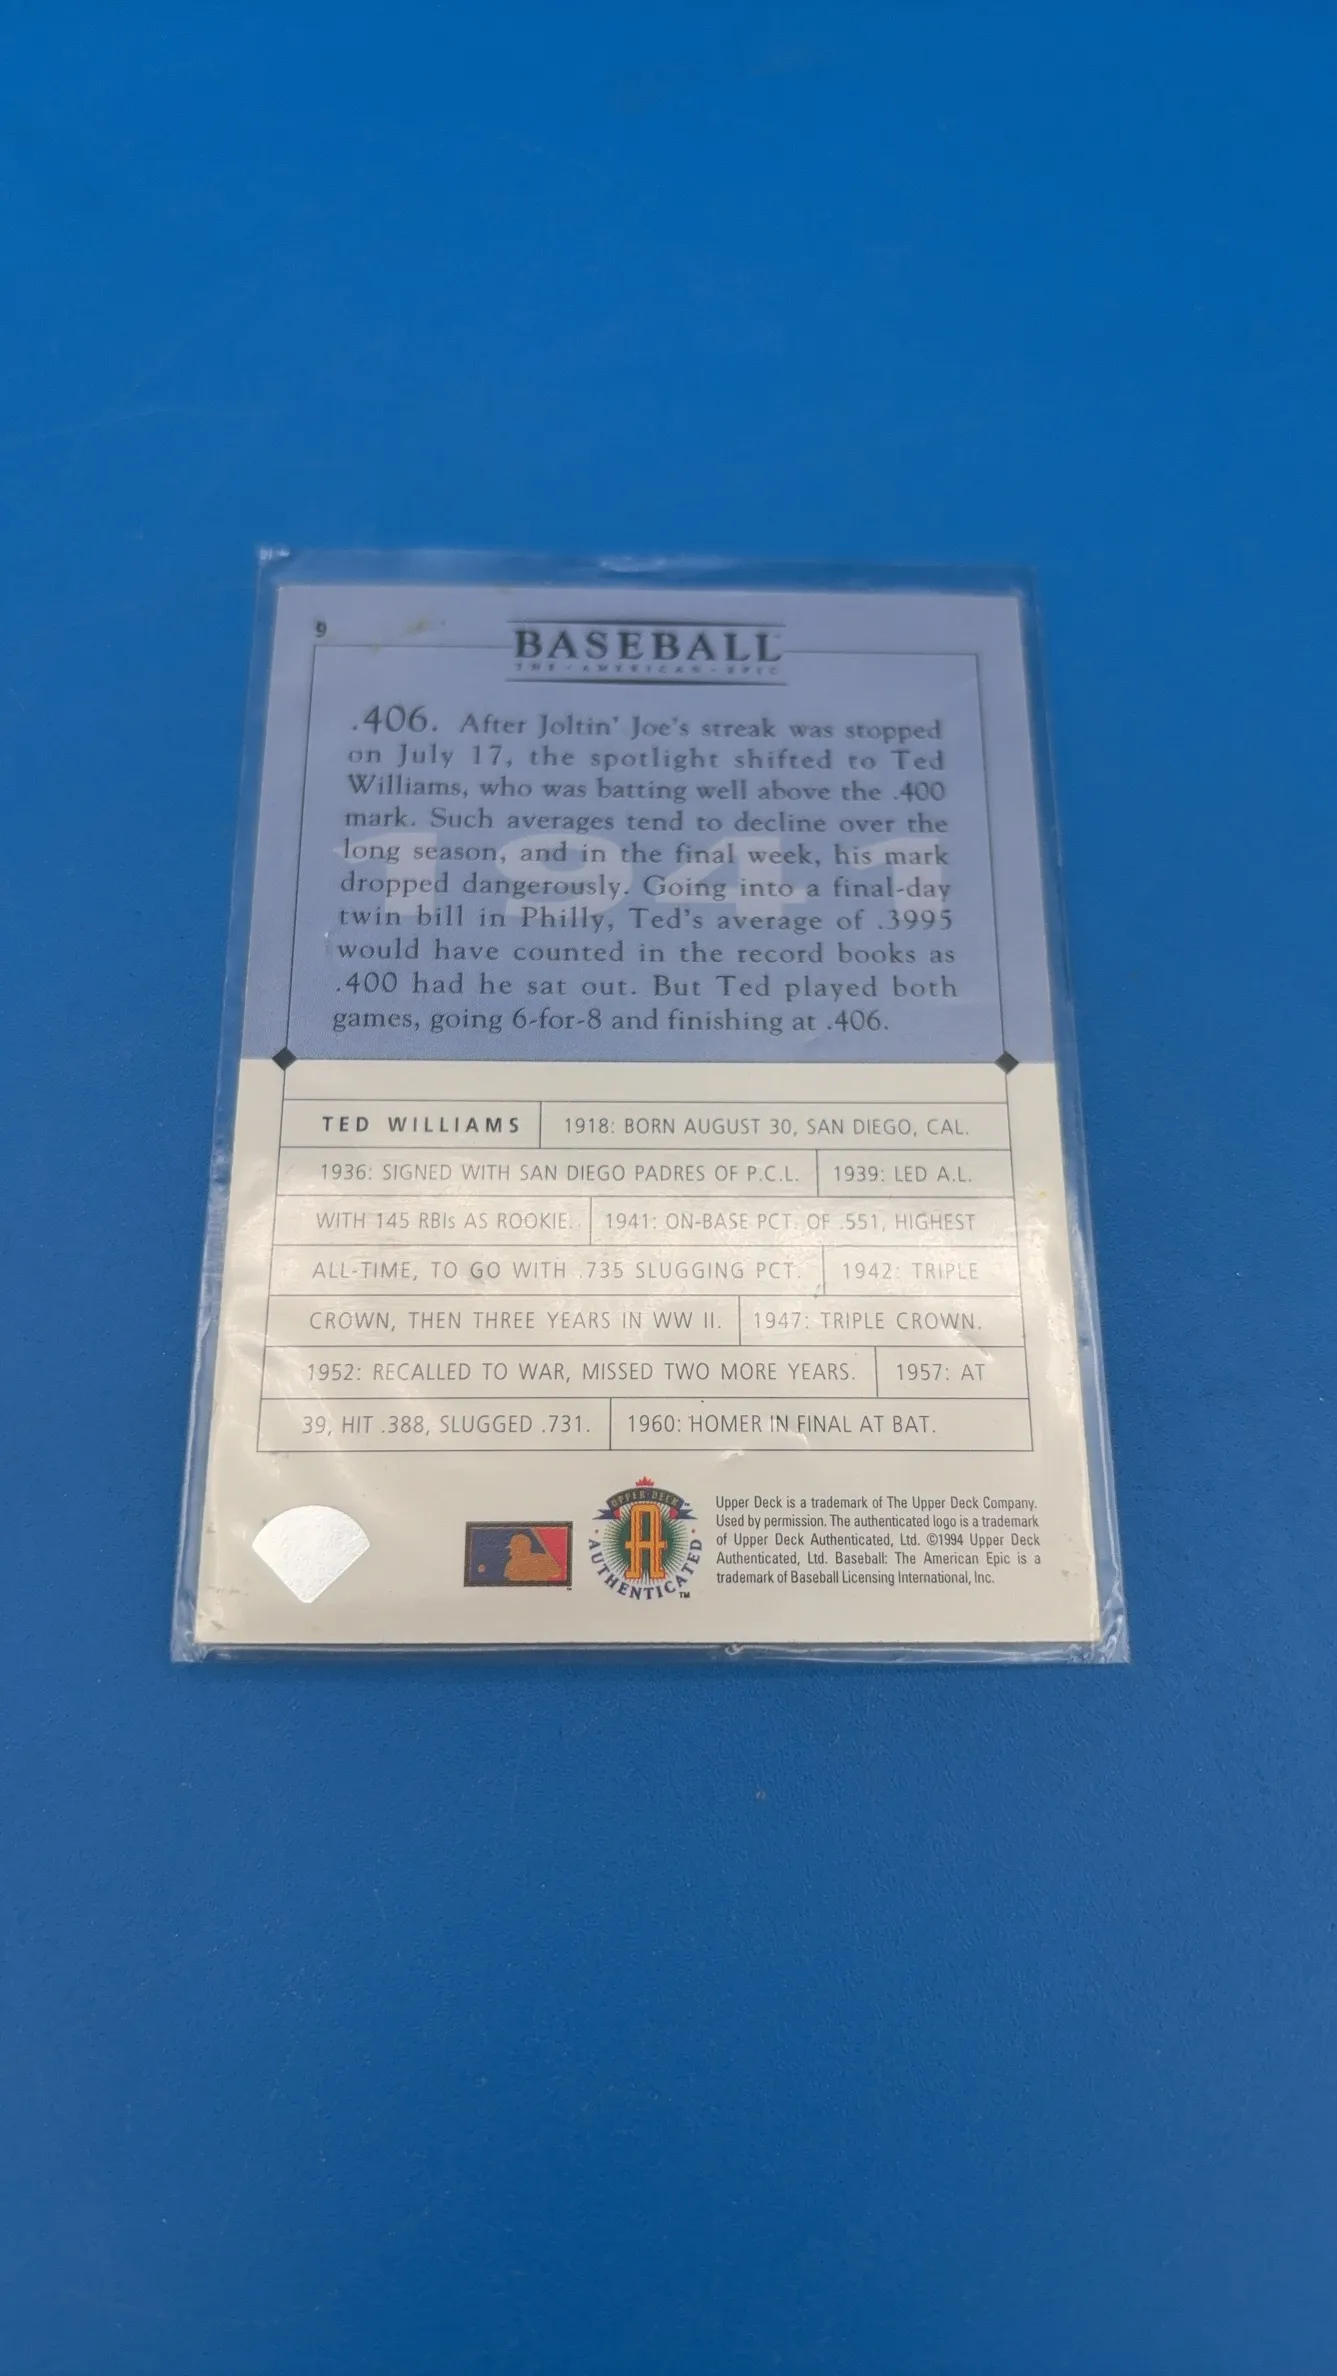 9
BASEBALL
THE · AMERICAN · EPIC
1941
.406. After Joltin' Joe's streak was stopped
on July 17, the spotlight shifted to Ted
Williams, who was batting well above the .400
mark. Such averages tend to decline over the
long season, and in the final week, his mark
dropped dangerously. Going into a final-day
twin bill in Philly, Ted's average of .3995
would have counted in the record books as
.400 had he sat out. But Ted played both
games, going 6-for-8 and finishing at .406.
TED WILLIAMS 1918: BORN AUGUST 30, SAN DIEGO, CAL.
1936: SIGNED WITH SAN DIEGO PADRES OF P.C.L. 1939: LED A.L.
WITH 145 RBIs AS ROOKIE. 1941: ON-BASE PCT. OF .551, HIGHEST
ALL-TIME, TO GO WITH .735 SLUGGING PCT. 1942: TRIPLE
CROWN, THEN THREE YEARS IN WW II. 1947: TRIPLE CROWN.
1952: RECALLED TO WAR, MISSED TWO MORE YEARS. 1957: AT
39, HIT .388, SLUGGED .731. 1960: HOMER IN FINAL AT BAT.
UPPER DECK
A
AUTHENTICATED™
Upper Deck is a trademark of The Upper Deck Company.
Used by permission. The authenticated logo is a trademark
of Upper Deck Authenticated, Ltd. ©1994 Upper Deck
Authenticated, Ltd. Baseball: The American Epic is a
trademark of Baseball Licensing International, Inc.